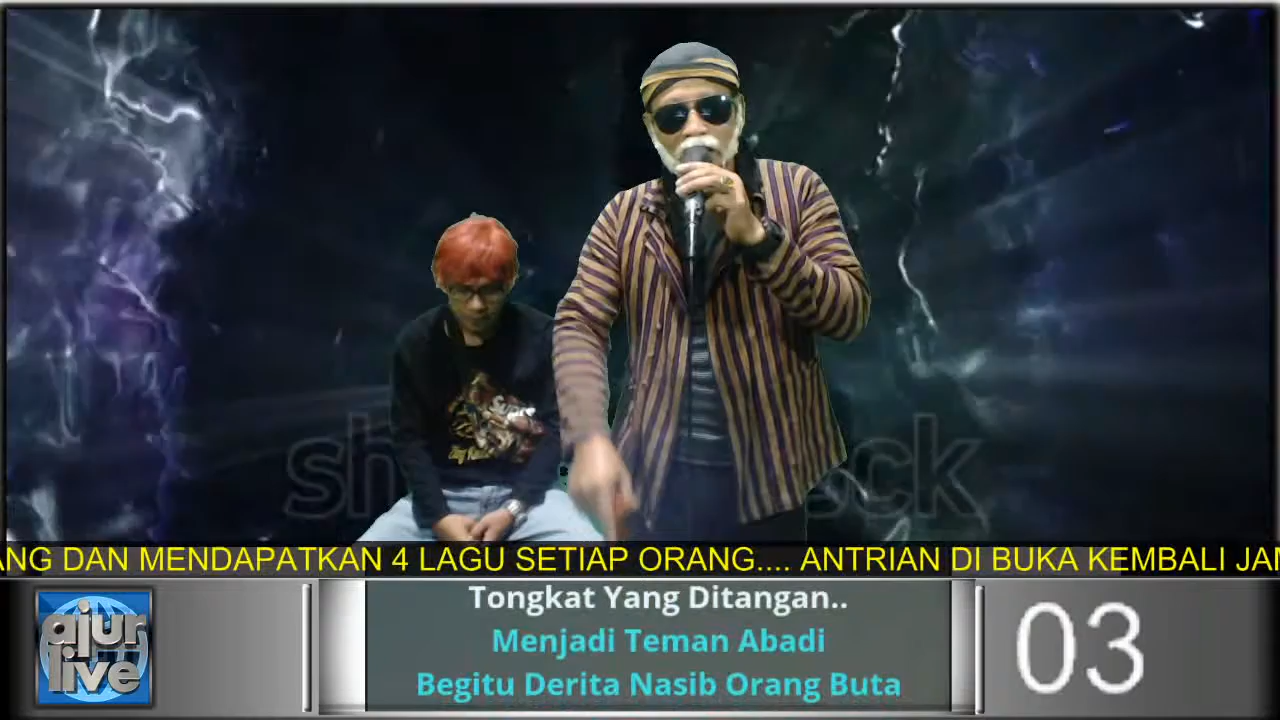 ANG DAN MENDAPATKAN 4 LAGU SETIAP ORANG.... ANTRIAN DI BUKA KEMBALI JAM
Tongkat Yang Ditangan..
Menjadi Teman Abadi
Begitu Derita Nasib Orang Buta
ajur
live
03